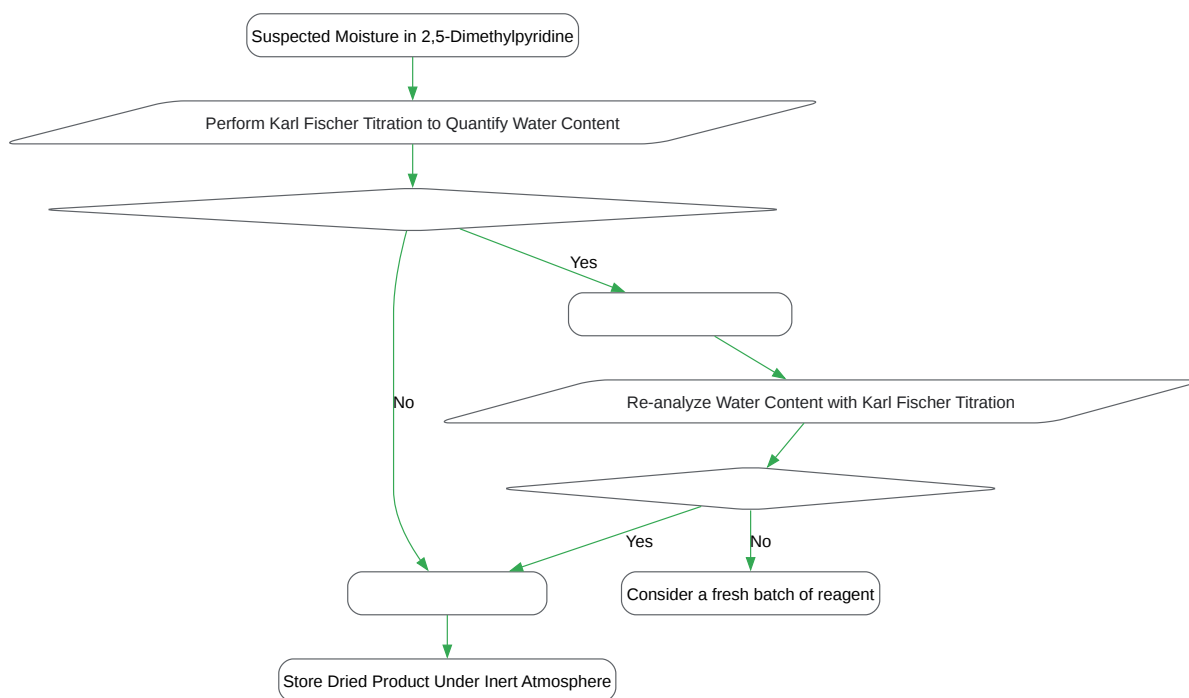 Suspected Moisture in 2,5-Dimethylpyridine
Perform Karl Fischer Titration to Quantify Water Content
Yes
No
Re-analyze Water Content with Karl Fischer Titration
Yes
No
Consider a fresh batch of reagent
Store Dried Product Under Inert Atmosphere